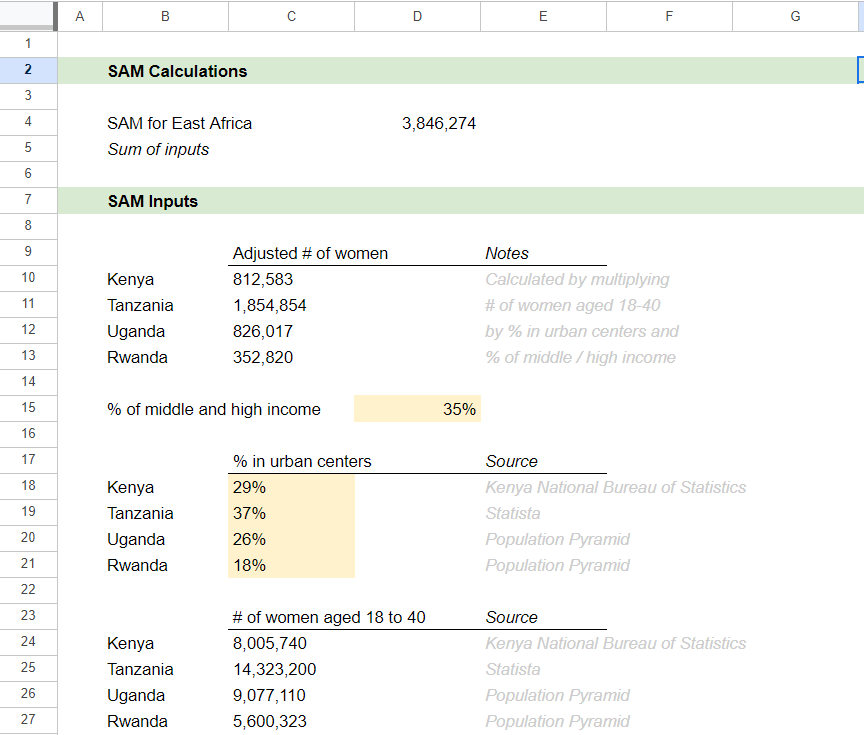 A B C D E F G
1
2 SAM Calculations
3
4 SAM for East Africa 3,846,274
5 Sum of inputs
6
7 SAM Inputs
8
9 Adjusted # of women Notes
10 Kenya 812,583 Calculated by multiplying
11 Tanzania 1,854,854 # of women aged 18-40
12 Uganda 826,017 by % in urban centers and
13 Rwanda 352,820 % of middle / high income
14
15 % of middle and high income 35%
16
17 % in urban centers Source
18 Kenya 29% Kenya National Bureau of Statistics
19 Tanzania 37% Statista
20 Uganda 26% Population Pyramid
21 Rwanda 18% Population Pyramid
22
23 # of women aged 18 to 40 Source
24 Kenya 8,005,740 Kenya National Bureau of Statistics
25 Tanzania 14,323,200 Statista
26 Uganda 9,077,110 Population Pyramid
27 Rwanda 5,600,323 Population Pyramid